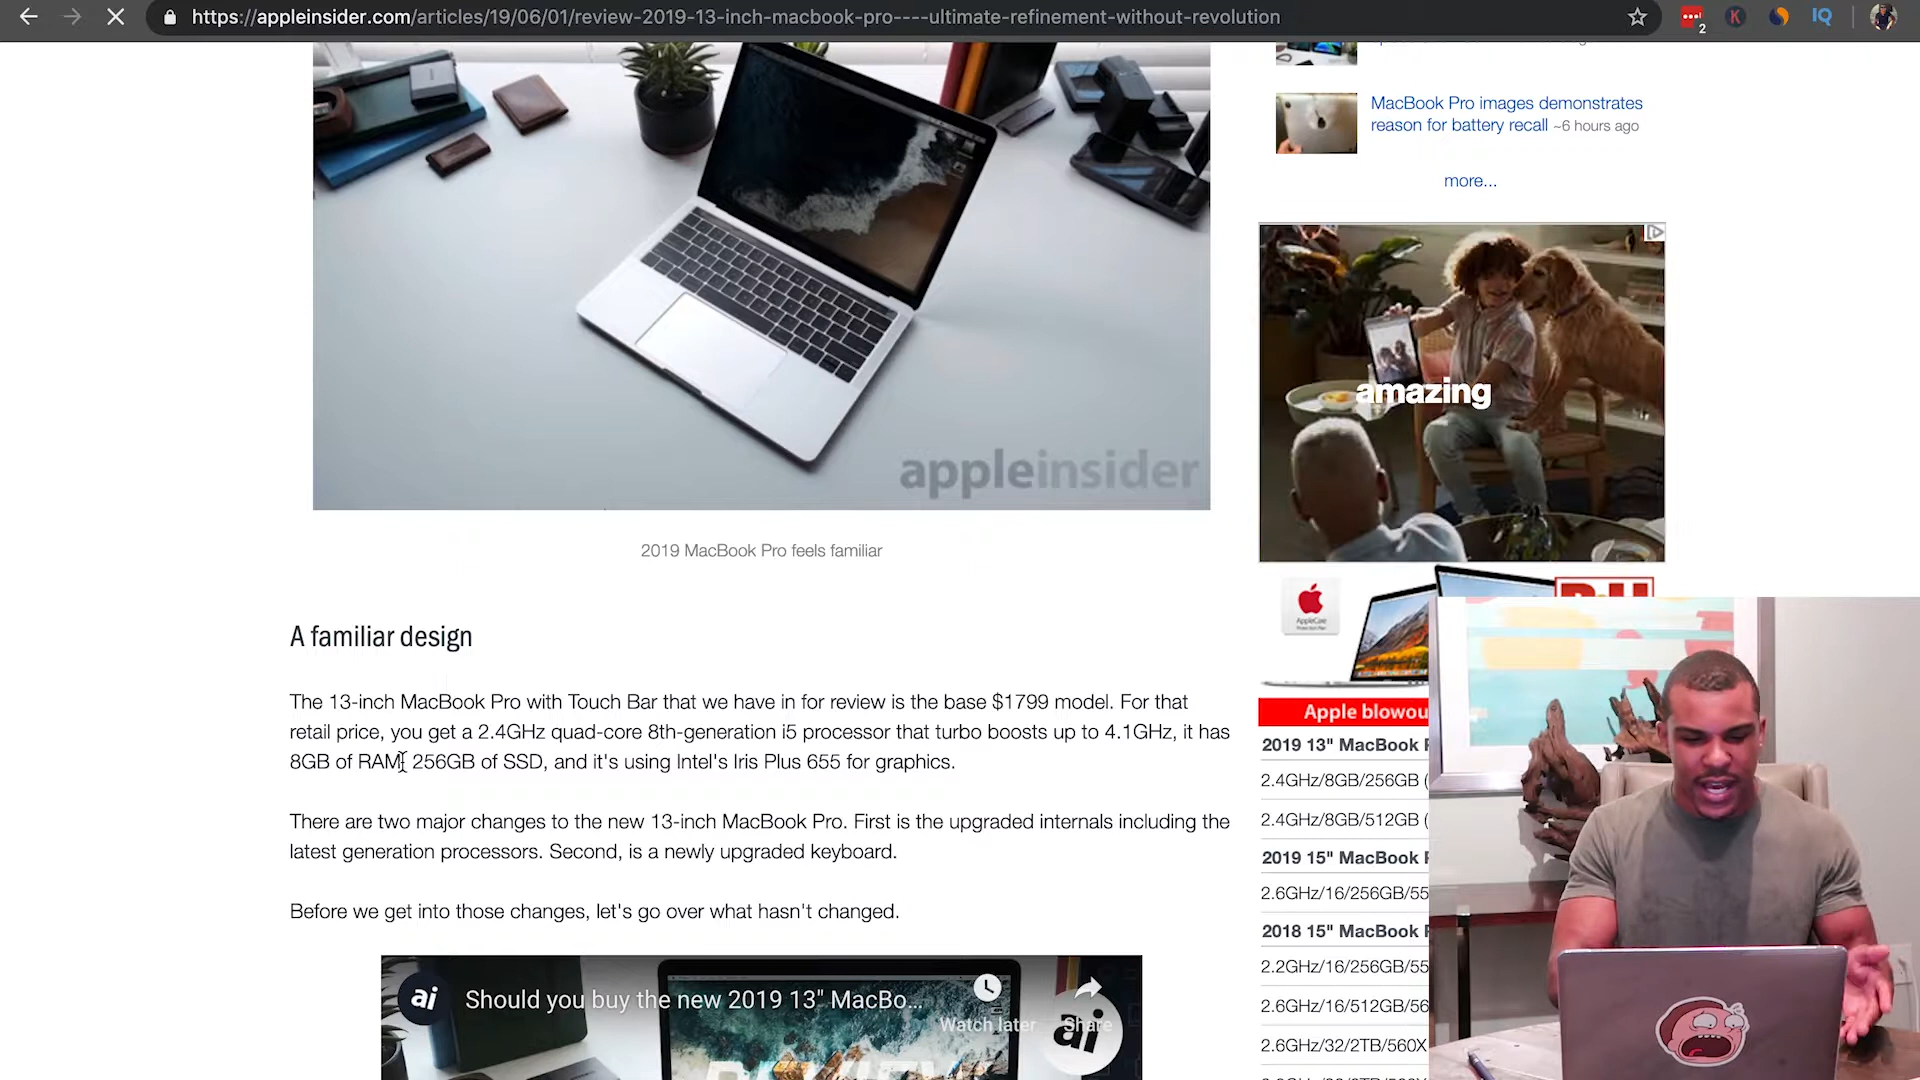 https://appleinsider.com/articles/19/06/01/review-2019-13-inch-macbook-pro----ultimate-refinement-without-revolution
2
K
IQ
appleinsider
2019 MacBook Pro feels familiar
A familiar design
The 13-inch MacBook Pro with Touch Bar that we have in for review is the base $1799 model. For that
retail price, you get a 2.4GHz quad-core 8th-generation i5 processor that turbo boosts up to 4.1GHz, it has
8GB of RAM, 256GB of SSD, and it's using Intel's Iris Plus 655 for graphics.
There are two major changes to the new 13-inch MacBook Pro. First is the upgraded internals including the
latest generation processors. Second, is a newly upgraded keyboard.
Before we get into those changes, let's go over what hasn't changed.
ai
Should you buy the new 2019 13" MacBo...
Watch later
Share
ai
REVIEW
MacBook Pro images demonstrates
reason for battery recall ~6 hours ago
more...
amazing
AppleCare
Apple blowou
2019 13" MacBook
2.4GHz/8GB/256GB (
2.4GHz/8GB/512GB (
2019 15" MacBook
2.6GHz/16/256GB/55
2018 15" MacBook
2.2GHz/16/256GB/55
2.6GHz/16/512GB/56
2.6GHz/32/2TB/560X